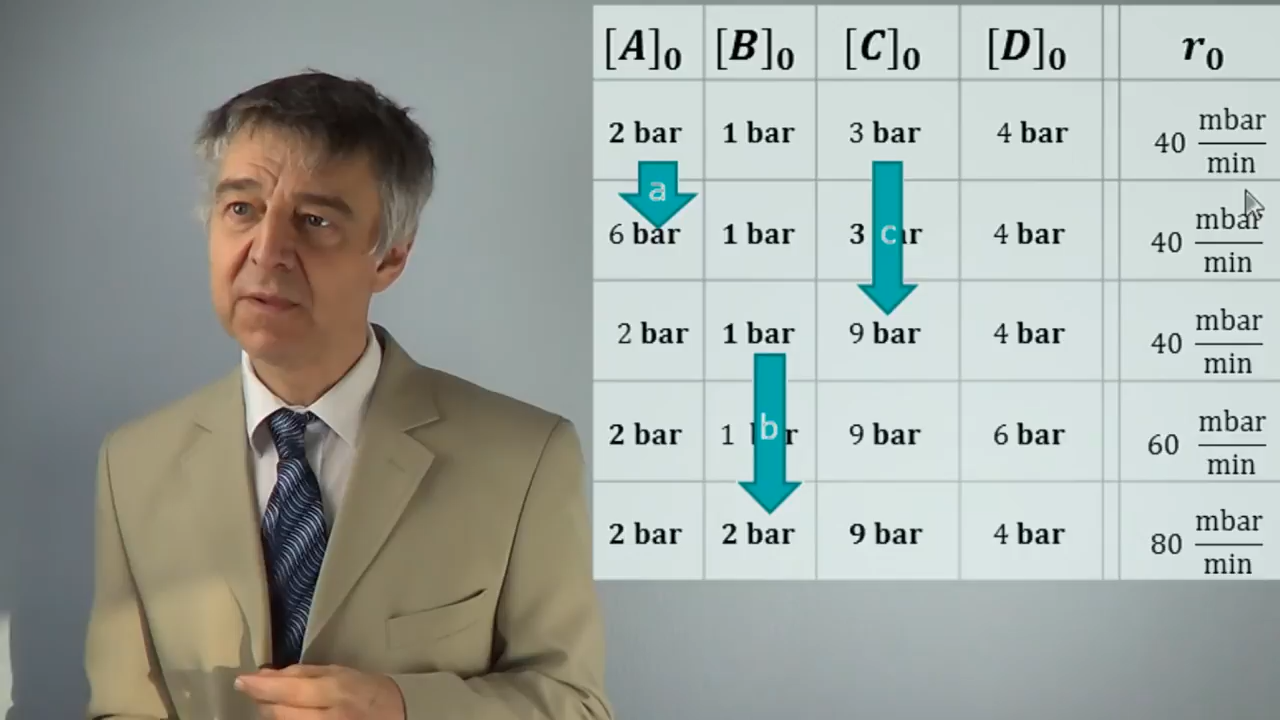 [A]₀ [B]₀ [C]₀ [D]₀ r₀
2 bar 1 bar 3 bar 4 bar 40 mbar/min
a
6 bar 1 bar 3 c r 4 bar 40 mbar/min
2 bar 1 bar 9 bar 4 bar 40 mbar/min
2 bar 1 b r 9 bar 6 bar 60 mbar/min
2 bar 2 bar 9 bar 4 bar 80 mbar/min